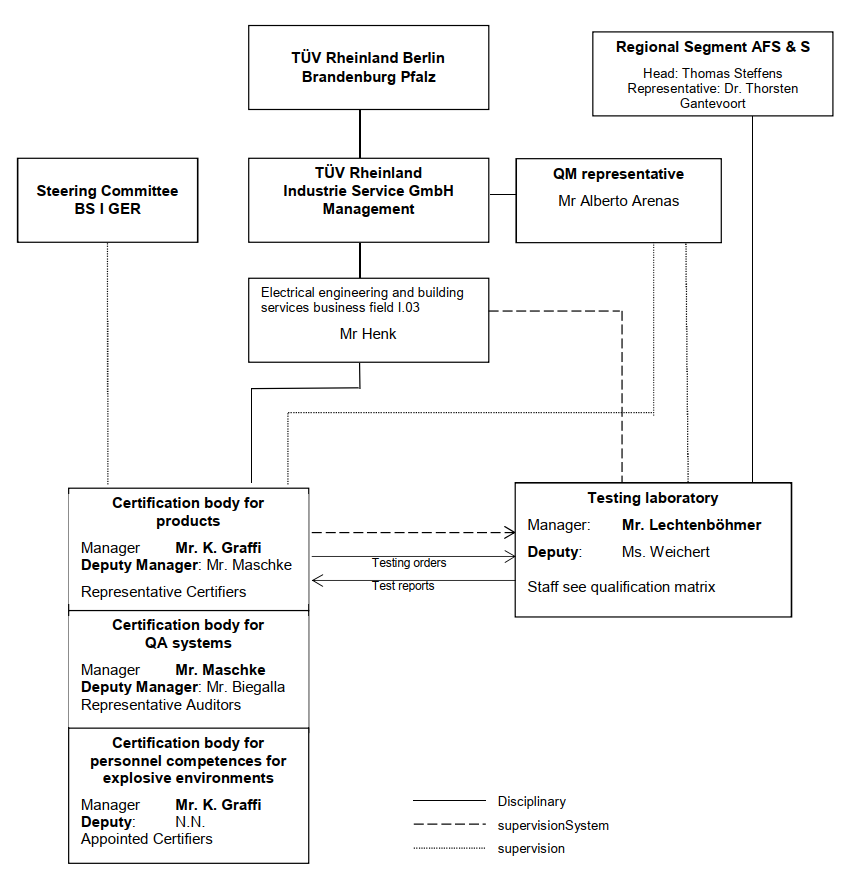 TÜV Rheinland Berlin
Brandenburg Pfalz
Regional Segment AFS & S
Head: Thomas Steffens
Representative: Dr. Thorsten
Gantevoort
Steering Committee
BS I GER
TÜV Rheinland
Industrie Service GmbH
Management
QM representative
Mr Alberto Arenas
Electrical engineering and building
services business field I.03
Mr Henk
Certification body for
products
Manager Mr. K. Graffi
Deputy Manager: Mr. Maschke
Representative Certifiers
Testing orders
Test reports
Testing laboratory
Manager: Mr. Lechtenböhmer
Deputy: Ms. Weichert
Staff see qualification matrix
Certification body for
QA systems
Manager Mr. Maschke
Deputy Manager: Mr. Biegalla
Representative Auditors
Certification body for
personnel competences for
explosive environments
Manager Mr. K. Graffi
Deputy: N.N.
Appointed Certifiers
Disciplinary
supervisionSystem
supervision